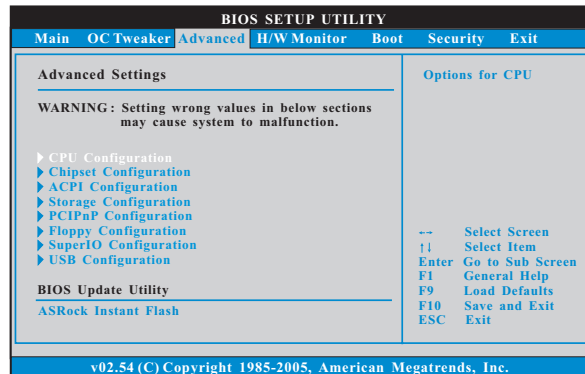 BIOS SETUP UTILITY
Main OC Tweaker Advanced H/W Monitor Boot Security Exit
Advanced Settings
WARNING : Setting wrong values in below sections
may cause system to malfunction.
CPU Configuration
Chipset Configuration
ACPI Configuration
Storage Configuration
PCIPnP Configuration
Floppy Configuration
SuperIO Configuration
USB Configuration
BIOS Update Utility
ASRock Instant Flash
Options for CPU
←→ Select Screen
↑↓ Select Item
Enter Go to Sub Screen
F1 General Help
F9 Load Defaults
F10 Save and Exit
ESC Exit
v02.54 (C) Copyright 1985-2005, American Megatrends, Inc.